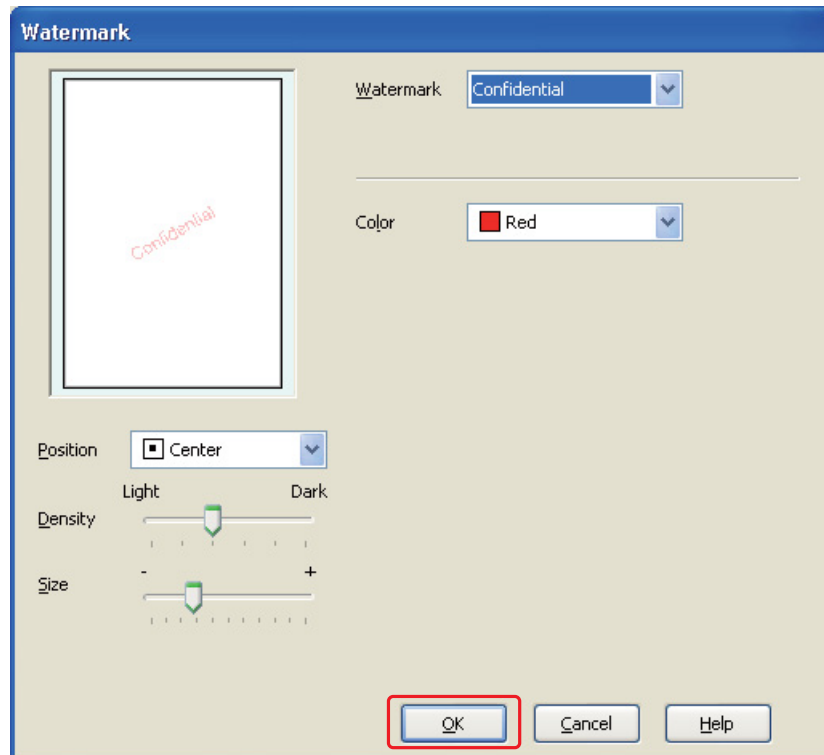 Watermark
Watermark Confidential
Confidential
Color Red
Position Center
Light Dark
Density
- +
Size
OK Cancel Help